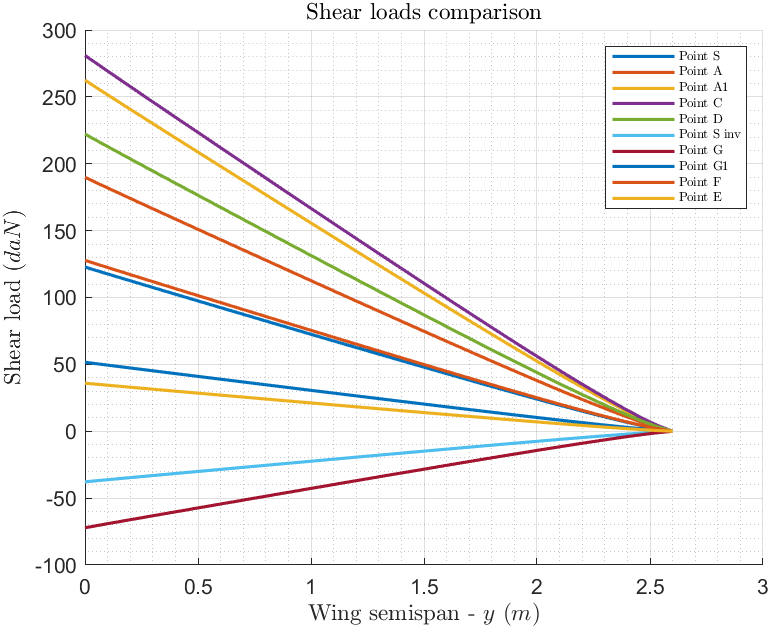 Shear loads comparison
300
250
200
150
100
50
0
-50
-100
Shear load (daN)
Point S
Point A
Point A1
Point C
Point D
Point S inv
Point G
Point G1
Point F
Point E
0 0.5 1 1.5 2 2.5 3
Wing semispan - y (m)